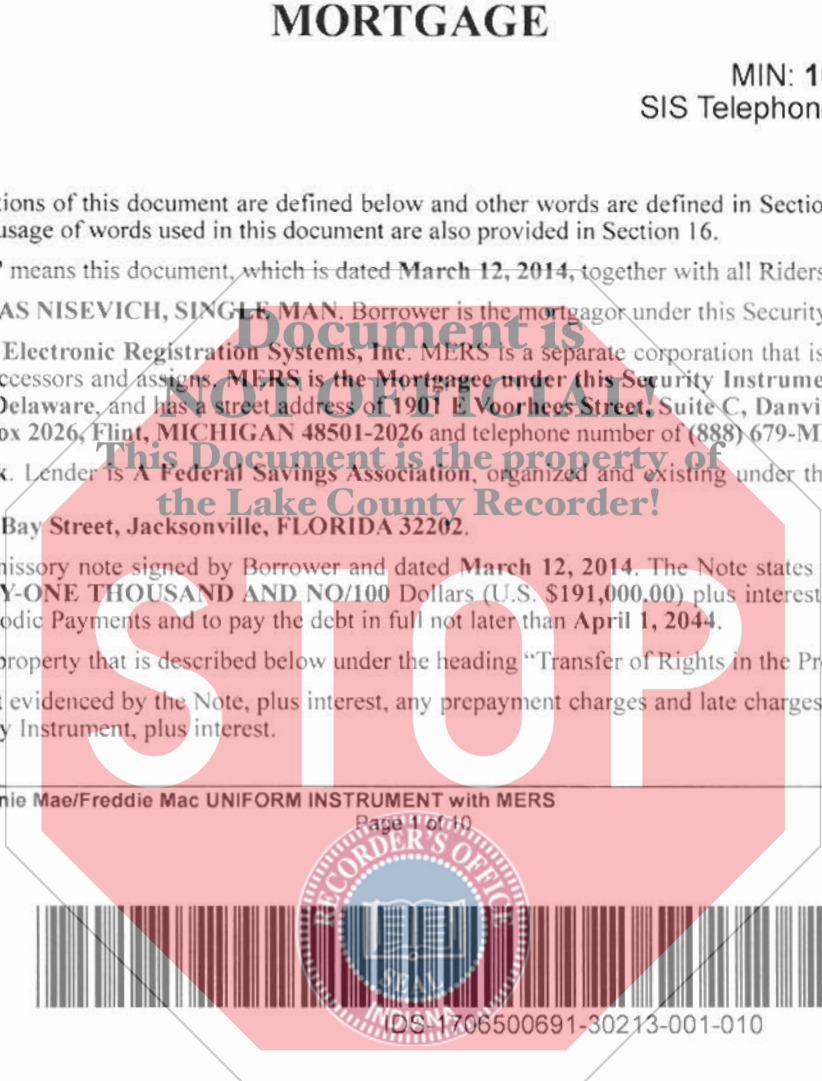 MORTGAGE
MIN: 1
SIS Telephon
tions of this document are defined below and other words are defined in Sectio
usage of words used in this document are also provided in Section 16.
" means this document, which is dated March 12, 2014, together with all Riders
AS NISEVICH, SINGLE MAN. Borrower is the mortgagor under this Security
Document is
Electronic Registration Systems, Inc. MERS is a separate corporation that is
ccessors and assigns. MERS is the Mortgagee under this Security Instrume
NOT OFFICIAL!
Delaware, and has a street address of 1901 E Voorhees Street, Suite C, Danvi
ox 2026, Flint, MICHIGAN 48501-2026 and telephone number of (888) 679-M
This Document is the property of
k. Lender is A Federal Savings Association, organized and existing under th
the Lake County Recorder!
Bay Street, Jacksonville, FLORIDA 32202.
nissory note signed by Borrower and dated March 12, 2014. The Note states
Y-ONE THOUSAND AND NO/100 Dollars (U.S. $191,000.00) plus interest
odic Payments and to pay the debt in full not later than April 1, 2044.
STOP
property that is described below under the heading “Transfer of Rights in the Pr
t evidenced by the Note, plus interest, any prepayment charges and late charges
y Instrument, plus interest.
nie Mae/Freddie Mac UNIFORM INSTRUMENT with MERS
Page 1 of 10
RECORDER'S OFFICE
SEAL
INDIANA
IDS-1706500691-30213-001-010